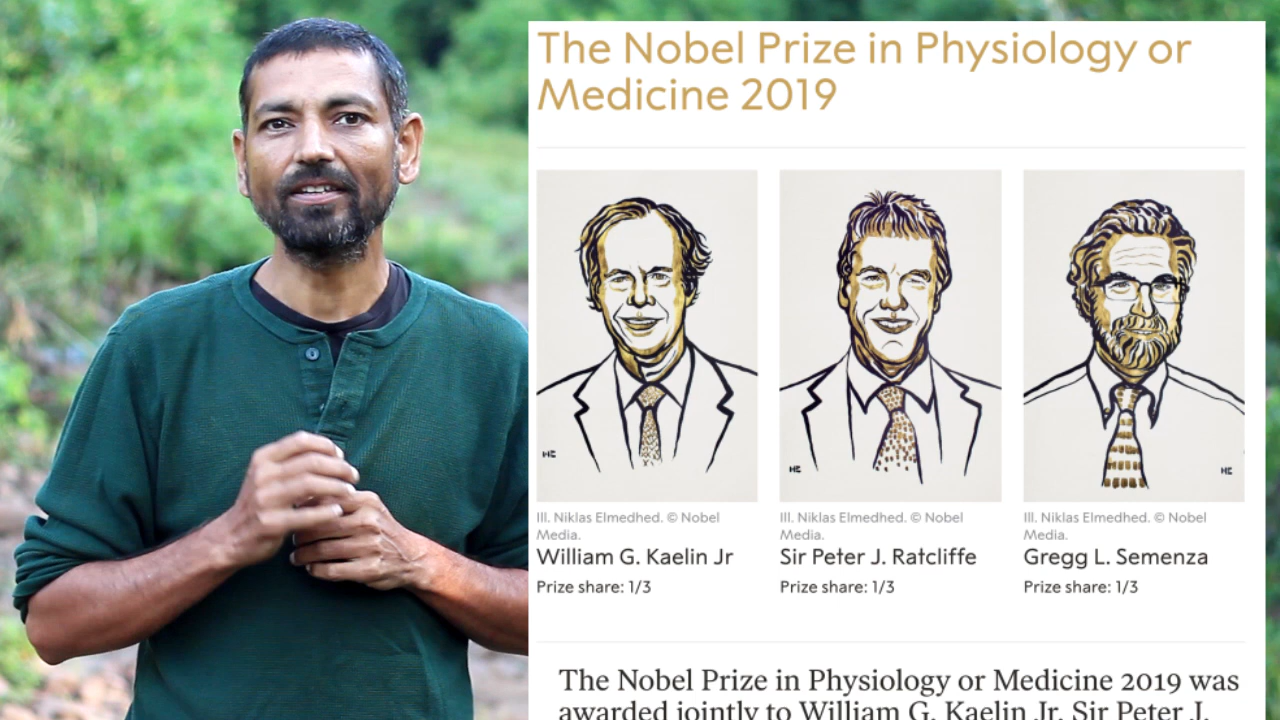 The Nobel Prize in Physiology or
Medicine 2019
Ill. Niklas Elmedhed. © Nobel
Media.
William G. Kaelin Jr
Prize share: 1/3
Ill. Niklas Elmedhed. © Nobel
Media.
Sir Peter J. Ratcliffe
Prize share: 1/3
Ill. Niklas Elmedhed. © Nobel
Media.
Gregg L. Semenza
Prize share: 1/3
The Nobel Prize in Physiology or Medicine 2019 was
awarded jointly to William G. Kaelin Jr, Sir Peter J.